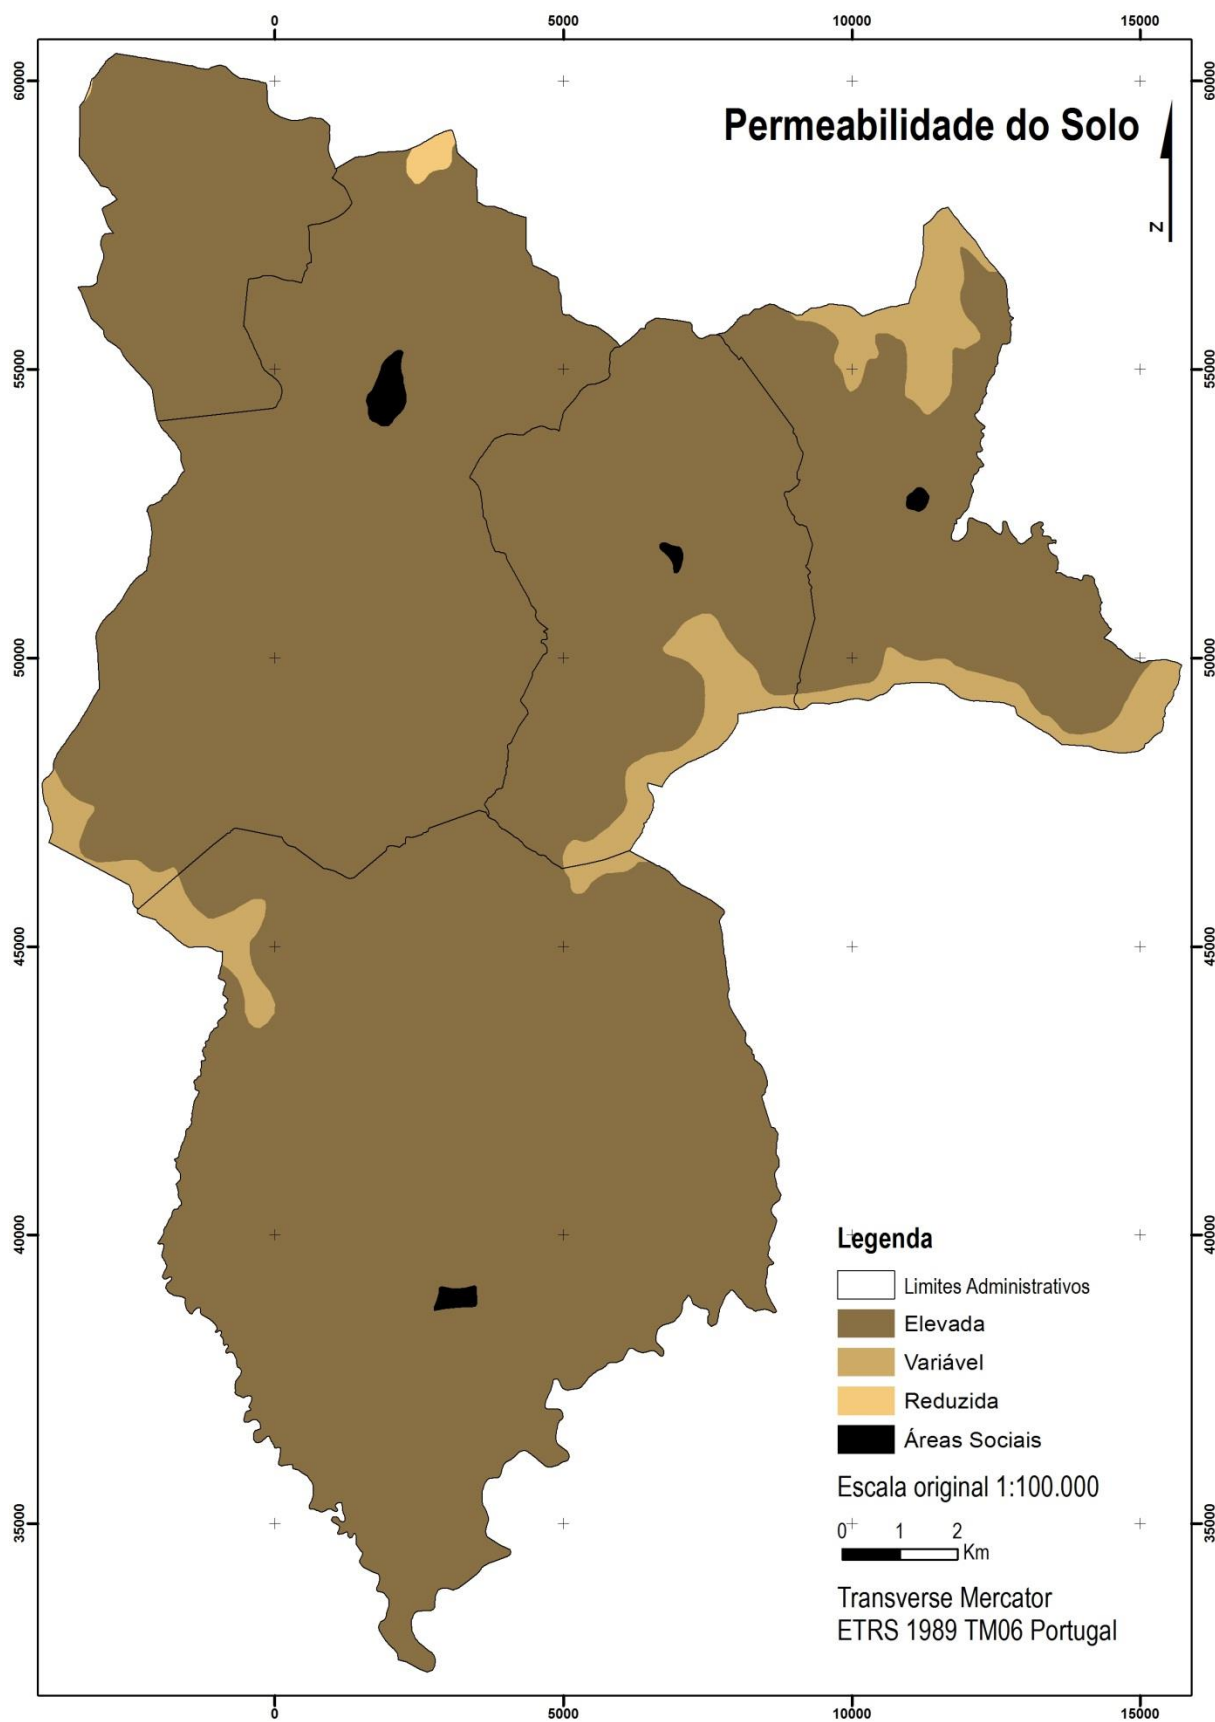 0 5000 10000 15000
60000 60000
Permeabilidade do Solo
N
55000 55000
50000 50000
45000 45000
40000 40000
Legenda
Limites Administrativos
Elevada
Variável
Reduzida
Áreas Sociais
Escala original 1:100.000
35000 35000
0 1 2
Km
Transverse Mercator
ETRS 1989 TM06 Portugal
0 5000 10000 15000